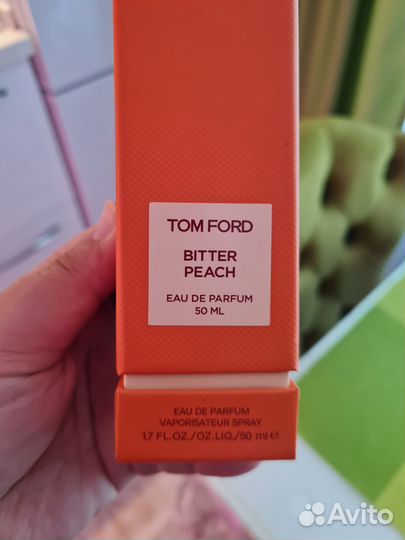 TOM FORD
BITTER
PEACH
EAU DE PARFUM
50 ML
EAU DE PARFUM
VAPORISATEUR SPRAY
1.7 FL.OZ./OZ.LIQ./50 ml ℮
Avito